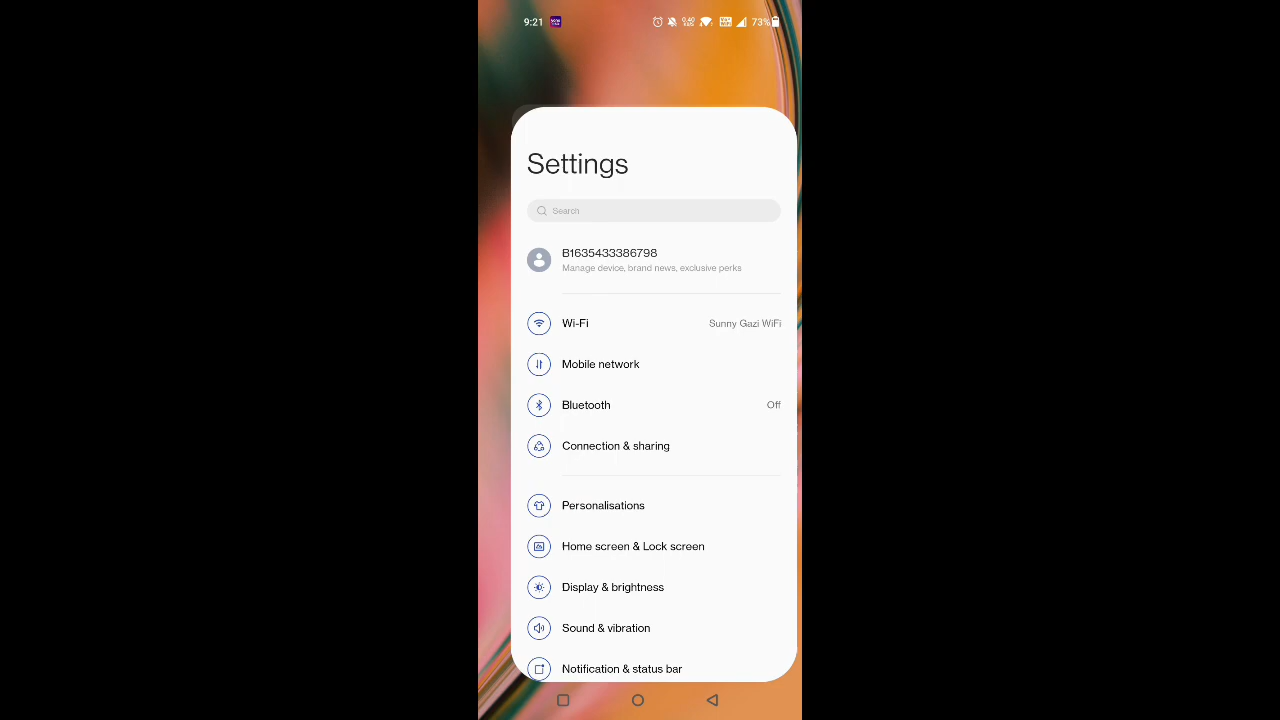 9:21
73%
Settings
Search
B1635433386798
Manage device, brand news, exclusive perks
Wi-Fi
Sunny Gazi WiFi
Mobile network
Bluetooth
Off
Connection & sharing
Personalisations
Home screen & Lock screen
Display & brightness
Sound & vibration
Notification & status bar